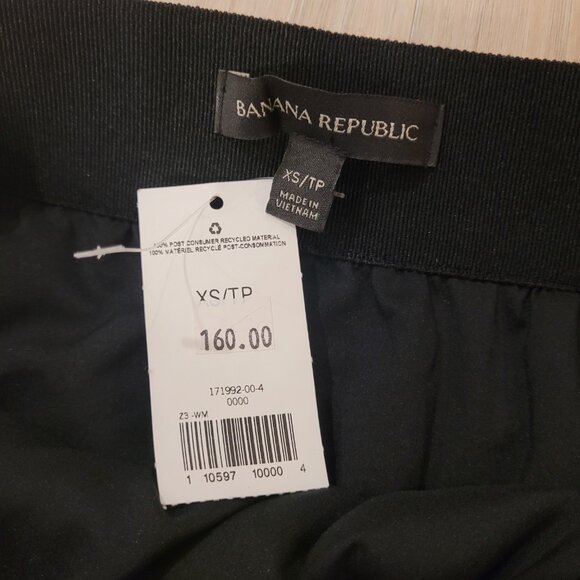 BANANA REPUBLIC
XS/TP
MADE IN
VIETNAM
100% POST CONSUMER RECYCLED MATERIAL
100% MATÉRIEL RECYCLÉ POST-CONSOMMATION
XS/TP
160.00
171992-00-4
0000
Z3 -WM
1 10597 10000 4